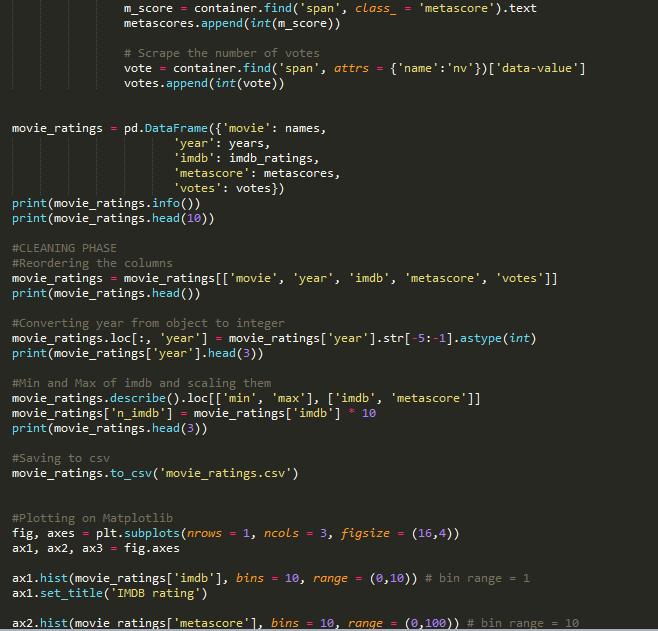 m_score = container.find('span', class_ = 'metascore').text
metascores.append(int(m_score))
# Scrape the number of votes
vote = container.find('span', attrs = {'name':'nv'})['data-value']
votes.append(int(vote))
movie_ratings = pd.DataFrame({'movie': names,
'year': years,
'imdb': imdb_ratings,
'metascore': metascores,
'votes': votes})
print(movie_ratings.info())
print(movie_ratings.head(10))
#CLEANING PHASE
#Reordering the columns
movie_ratings = movie_ratings[['movie', 'year', 'imdb', 'metascore', 'votes']]
print(movie_ratings.head())
#Converting year from object to integer
movie_ratings.loc[:, 'year'] = movie_ratings['year'].str[-5:-1].astype(int)
print(movie_ratings['year'].head(3))
#Min and Max of imdb and scaling them
movie_ratings.describe().loc[['min', 'max'], ['imdb', 'metascore']]
movie_ratings['n_imdb'] = movie_ratings['imdb'] * 10
print(movie_ratings.head(3))
#Saving to csv
movie_ratings.to_csv('movie_ratings.csv')
#Plotting on Matplotlib
fig, axes = plt.subplots(nrows = 1, ncols = 3, figsize = (16,4))
ax1, ax2, ax3 = fig.axes
ax1.hist(movie_ratings['imdb'], bins = 10, range = (0,10)) # bin range = 1
ax1.set_title('IMDB rating')
ax2.hist(movie_ratings['metascore'], bins = 10, range = (0,100)) # bin range = 10